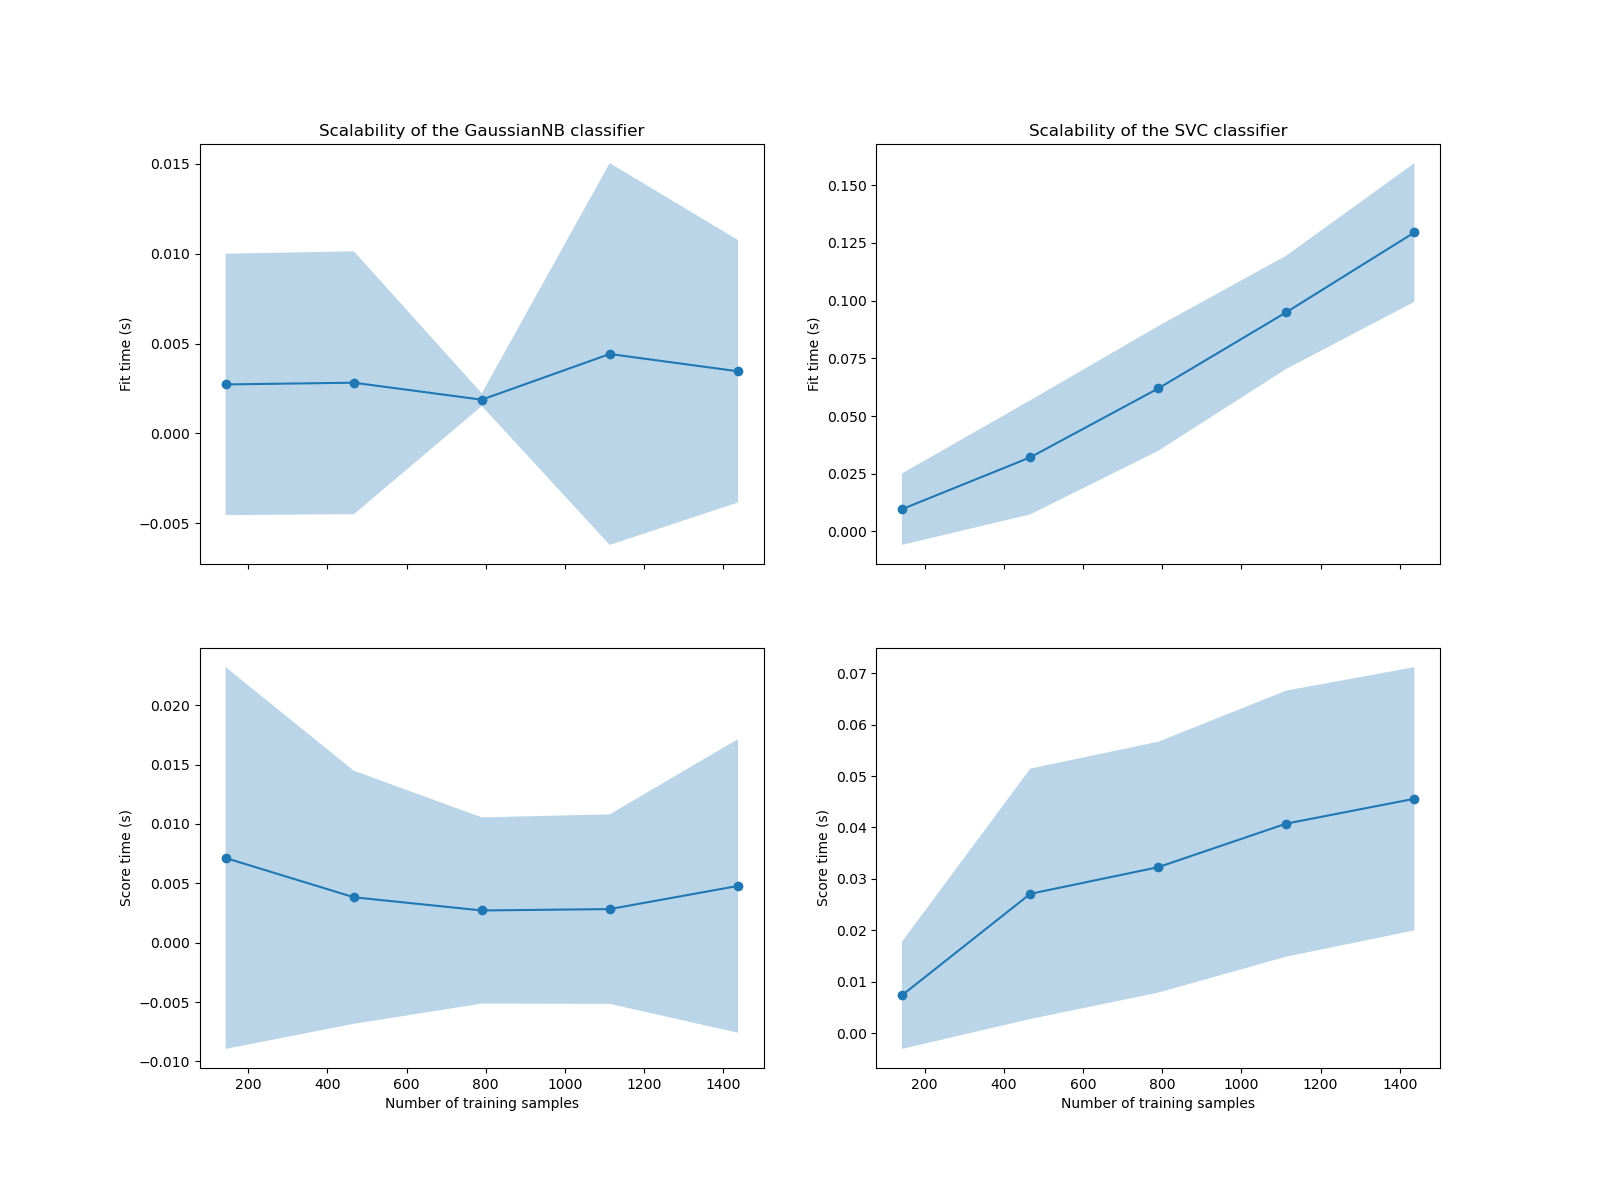 Scalability of the GaussianNB classifier
Scalability of the SVC classifier
0.015
0.010
0.005
0.000
−0.005
Fit time (s)
0.150
0.125
0.100
0.075
0.050
0.025
0.000
Fit time (s)
0.020
0.015
0.010
0.005
0.000
−0.005
−0.010
Score time (s)
200 400 600 800 1000 1200 1400
Number of training samples
0.07
0.06
0.05
0.04
0.03
0.02
0.01
0.00
Score time (s)
200 400 600 800 1000 1200 1400
Number of training samples